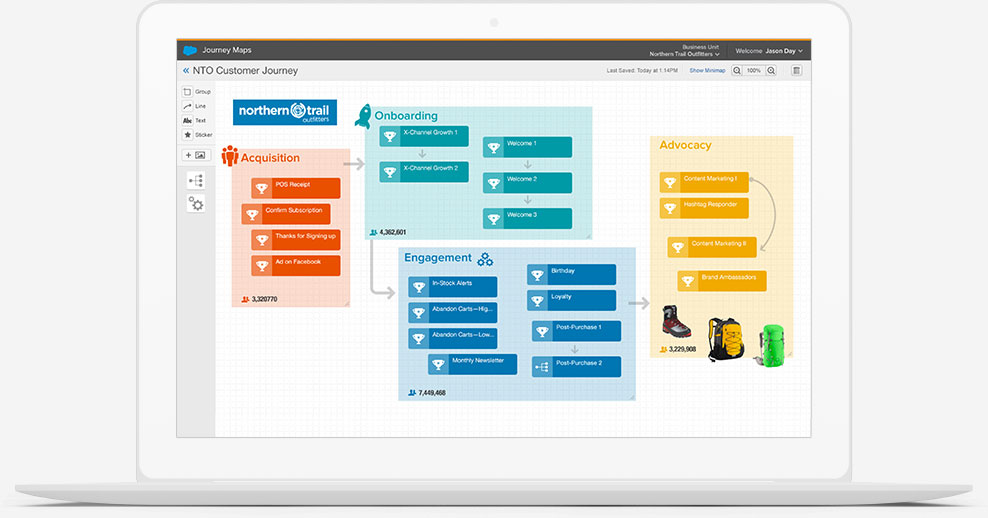 Journey Maps
Business Unit
Northern Trail Outfitters
Welcome Jason Day
« NTO Customer Journey
Last Saved: Today at 1:14PM
Show Minimap
100%
Group
Line
Abc Text
Sticker
northern trail
outfitters
Acquisition
POS Receipt
Confirm Subscription
Thanks for Signing up
Ad on Facebook
3,320770
Onboarding
X-Channel Growth 1
X-Channel Growth 2
Welcome 1
Welcome 2
Welcome 3
4,362,601
Engagement
In-Stock Alerts
Abandon Carts – Hig...
Abandon Carts – Low...
Monthly Newsletter
Birthday
Loyalty
Post-Purchase 1
Post-Purchase 2
7,449,468
Advocacy
Content Marketing II
Hashtag Responder
Content Marketing II
Brand Ambassadors
3,229,908